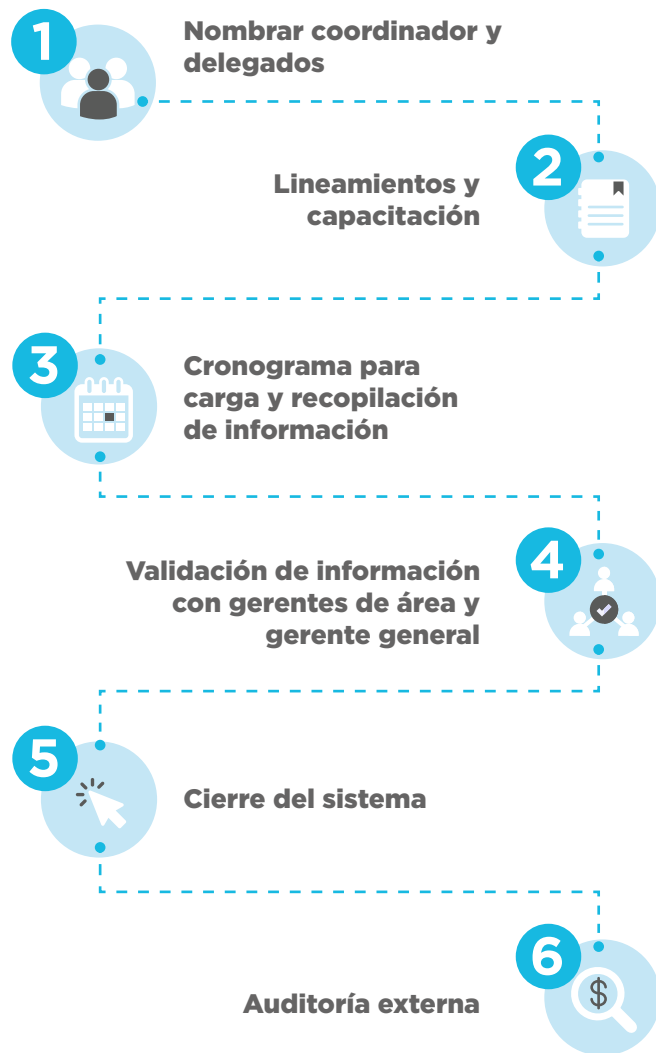 1
Nombrar coordinador y
delegados
2
Lineamientos y
capacitación
3
Cronograma para
carga y recopilación
de información
4
Validación de información
con gerentes de área y
gerente general
5
Cierre del sistema
6
Auditoría externa
$